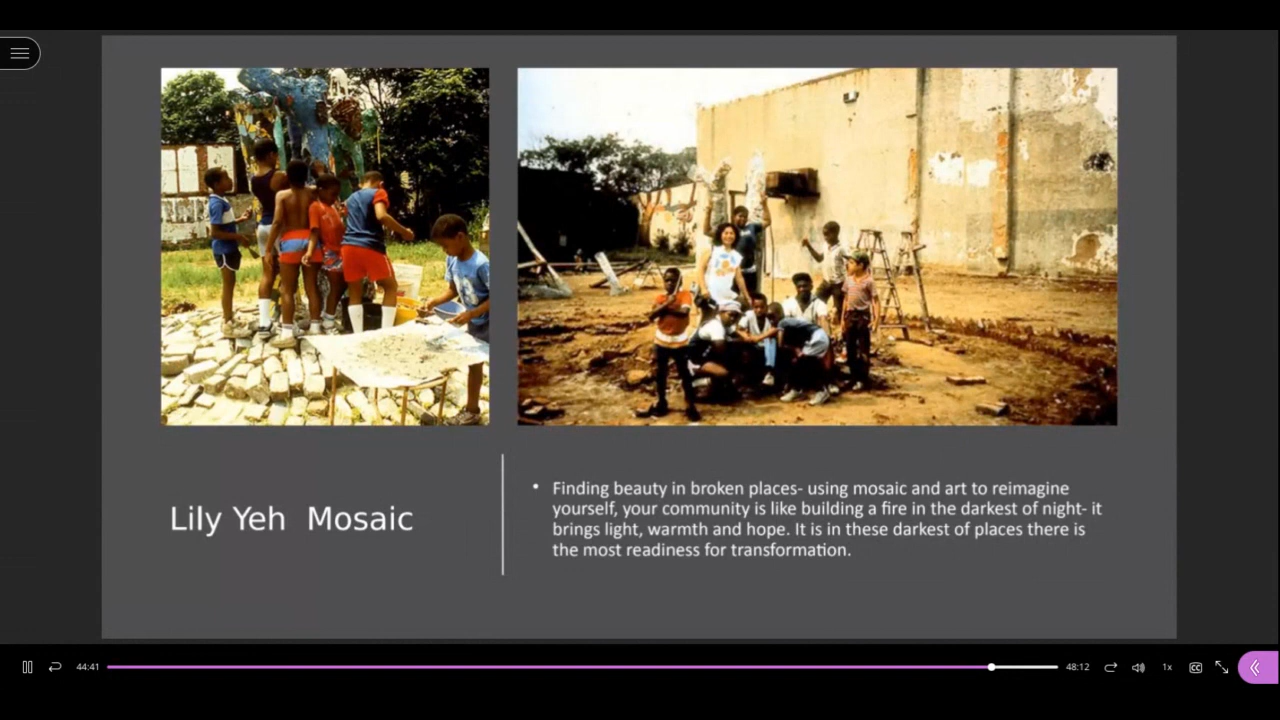 Lily Yeh  Mosaic
• Finding beauty in broken places- using mosaic and art to reimagine
yourself, your community is like building a fire in the darkest of night- it
brings light, warmth and hope. It is in these darkest of places there is
the most readiness for transformation.
44:41
48:12
1x
CC